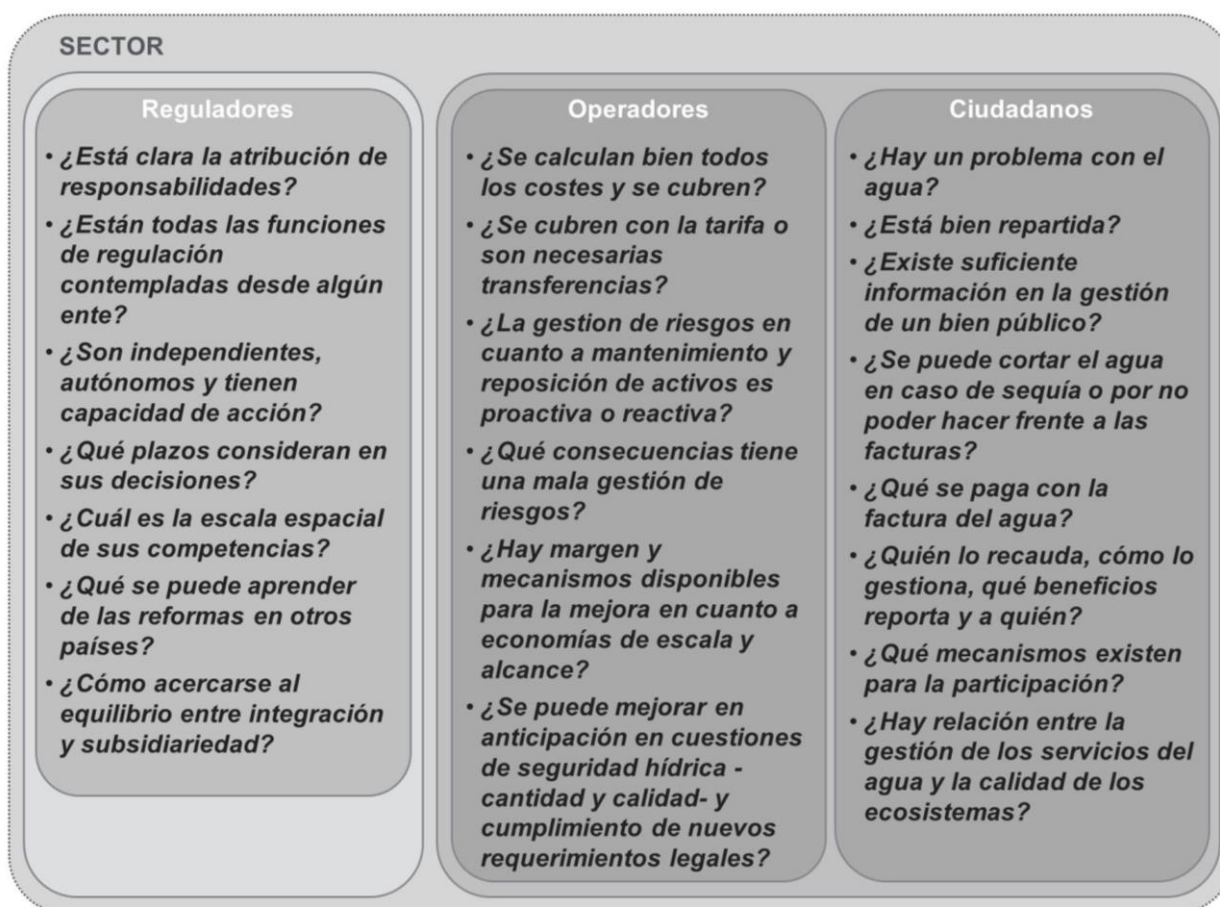 SECTOR
Reguladores
• ¿Está clara la atribución de
responsabilidades?
• ¿Están todas las funciones
de regulación
contempladas desde algún
ente?
• ¿Son independientes,
autónomos y tienen
capacidad de acción?
• ¿Qué plazos consideran en
sus decisiones?
• ¿Cuál es la escala espacial
de sus competencias?
• ¿Qué se puede aprender
de las reformas en otros
países?
• ¿Cómo acercarse al
equilibrio entre integración
y subsidiariedad?
Operadores
• ¿Se calculan bien todos
los costes y se cubren?
• ¿Se cubren con la tarifa o
son necesarias
transferencias?
• ¿La gestion de riesgos en
cuanto a mantenimiento y
reposición de activos es
proactiva o reactiva?
• ¿Qué consecuencias tiene
una mala gestión de
riesgos?
• ¿Hay margen y
mecanismos disponibles
para la mejora en cuanto a
economías de escala y
alcance?
• ¿Se puede mejorar en
anticipación en cuestiones
de seguridad hídrica -
cantidad y calidad- y
cumplimiento de nuevos
requerimientos legales?
Ciudadanos
• ¿Hay un problema con el
agua?
• ¿Está bien repartida?
• ¿Existe suficiente
información en la gestión
de un bien público?
• ¿Se puede cortar el agua
en caso de sequía o por no
poder hacer frente a las
facturas?
• ¿Qué se paga con la
factura del agua?
• ¿Quién lo recauda, cómo lo
gestiona, qué beneficios
reporta y a quién?
• ¿Qué mecanismos existen
para la participación?
• ¿Hay relación entre la
gestión de los servicios del
agua y la calidad de los
ecosistemas?